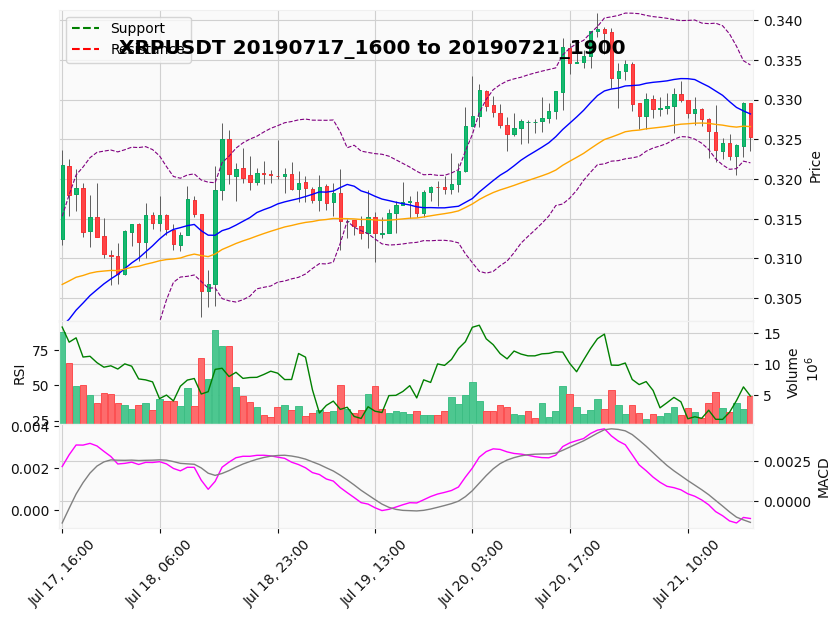 XRPUSDT 20190717_1600 to 20190721_1900
Support
Resistance
0.340
0.335
0.330
0.325
0.320
0.315
0.310
0.305
Price
75
50
25
RSI
15
10
5
Volume
10^6
0.004
0.002
0.000
0.0025
0.0000
MACD
Jul 17, 16:00
Jul 18, 06:00
Jul 18, 23:00
Jul 19, 13:00
Jul 20, 03:00
Jul 20, 17:00
Jul 21, 10:00